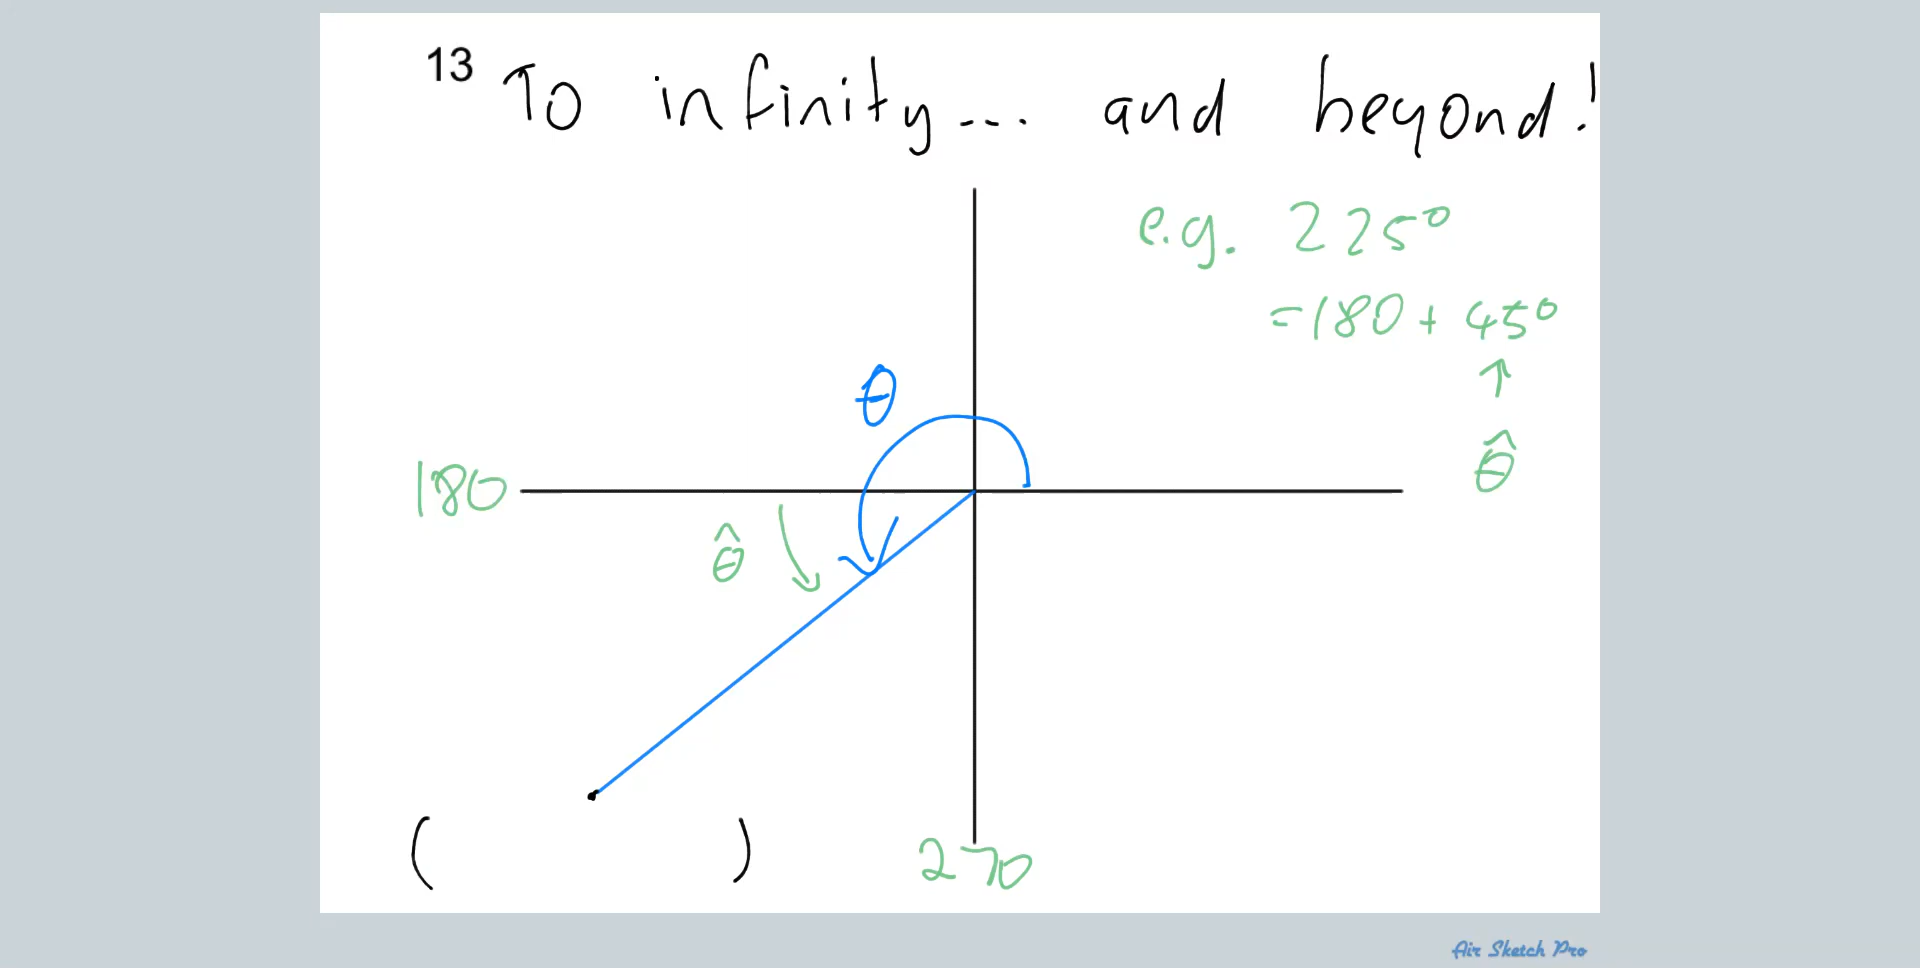 13 To infinity... and beyond!
e.g. 225°
=180+ 45°
↑
θ
θ̂
180
θ̂
( )
270
Air Sketch Pro